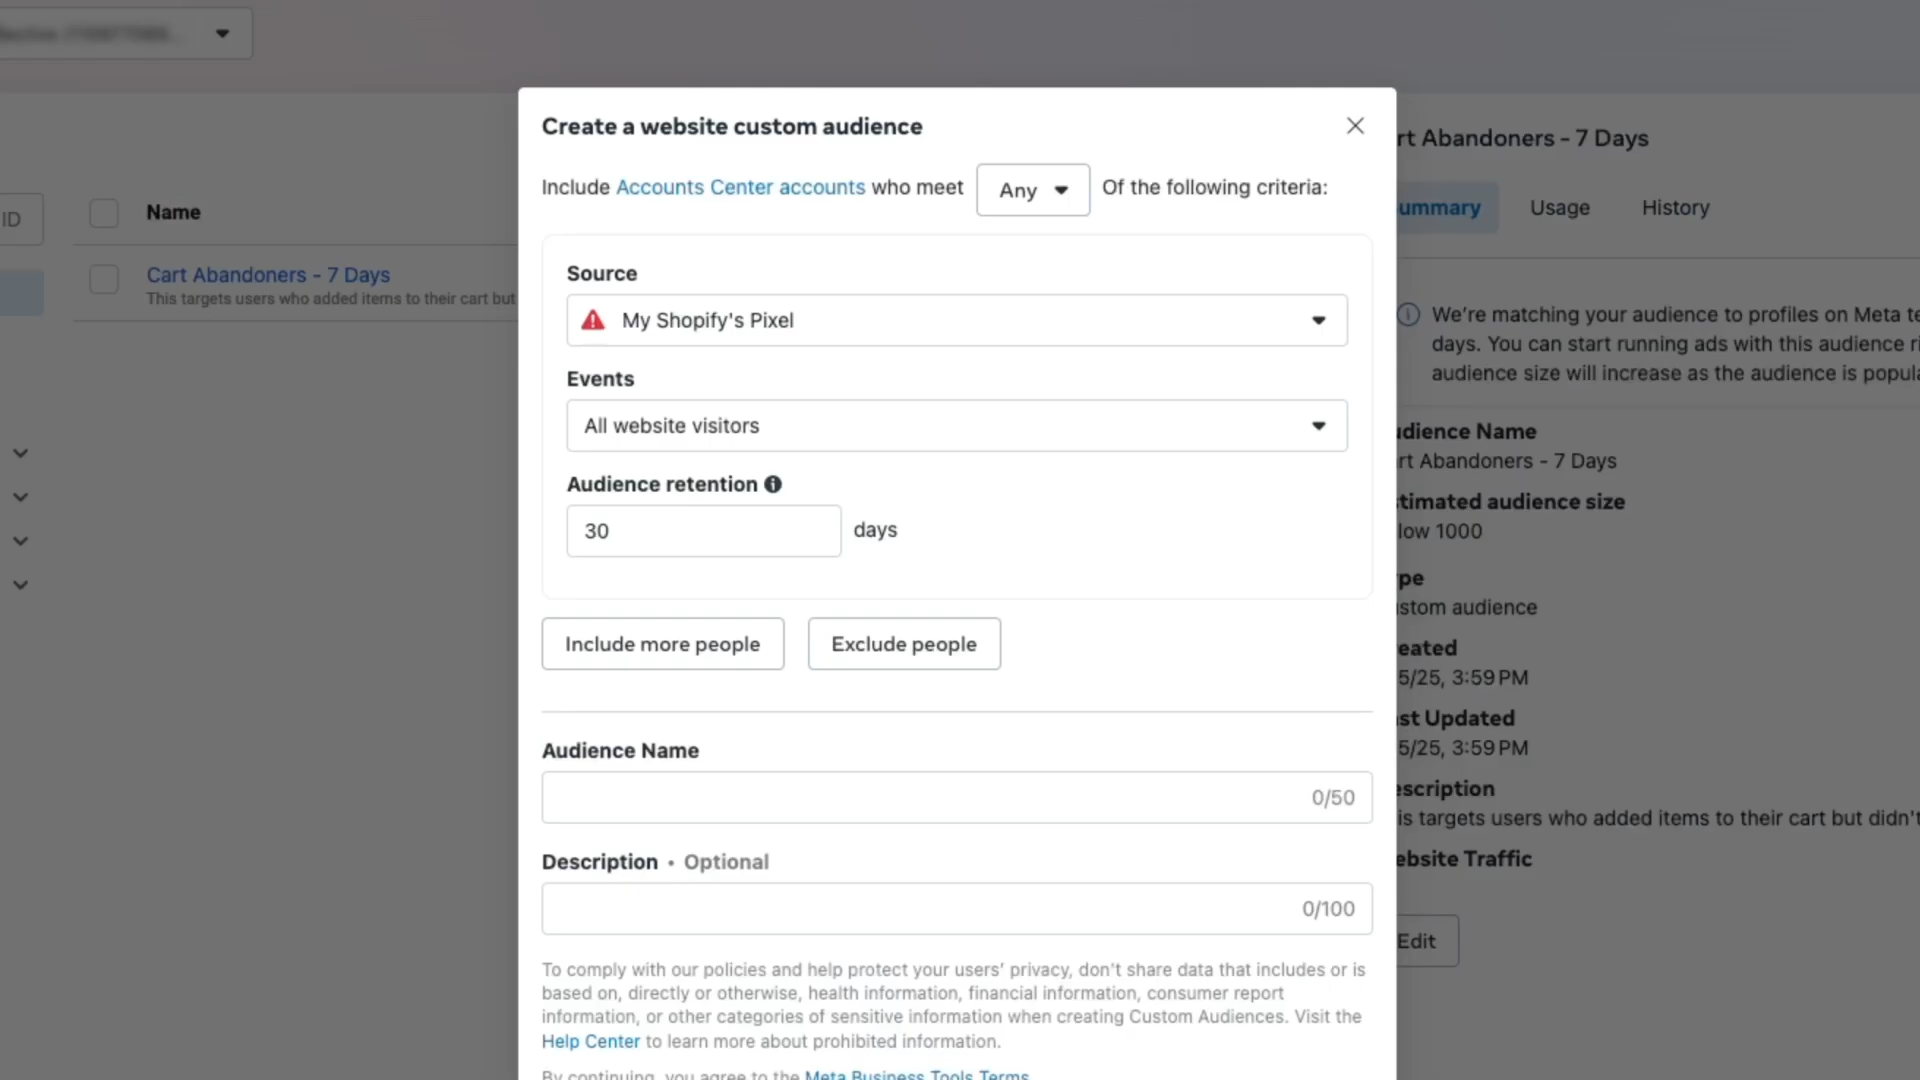 Create a website custom audience
Include Accounts Center accounts who meet Any Of the following criteria:
Source
My Shopify's Pixel
Events
All website visitors
Audience retention
30 days
Include more people
Exclude people
Audience Name
0/50
Description • Optional
0/100
To comply with our policies and help protect your users’ privacy, don’t share data that includes or is
based on, directly or otherwise, health information, financial information, consumer report
information, or other categories of sensitive information when creating Custom Audiences. Visit the
Help Center to learn more about prohibited information.
By continuing, you agree to the Meta Business Tools Terms
ID
Name
Cart Abandoners - 7 Days
This targets users who added items to their cart but
rt Abandoners - 7 Days
ummary Usage History
We’re matching your audience to profiles on Meta te
days. You can start running ads with this audience ri
audience size will increase as the audience is popula
udience Name
rt Abandoners - 7 Days
timated audience size
low 1000
pe
stom audience
eated
5/25, 3:59 PM
st Updated
5/25, 3:59 PM
escription
is targets users who added items to their cart but didn't
ebsite Traffic
Edit